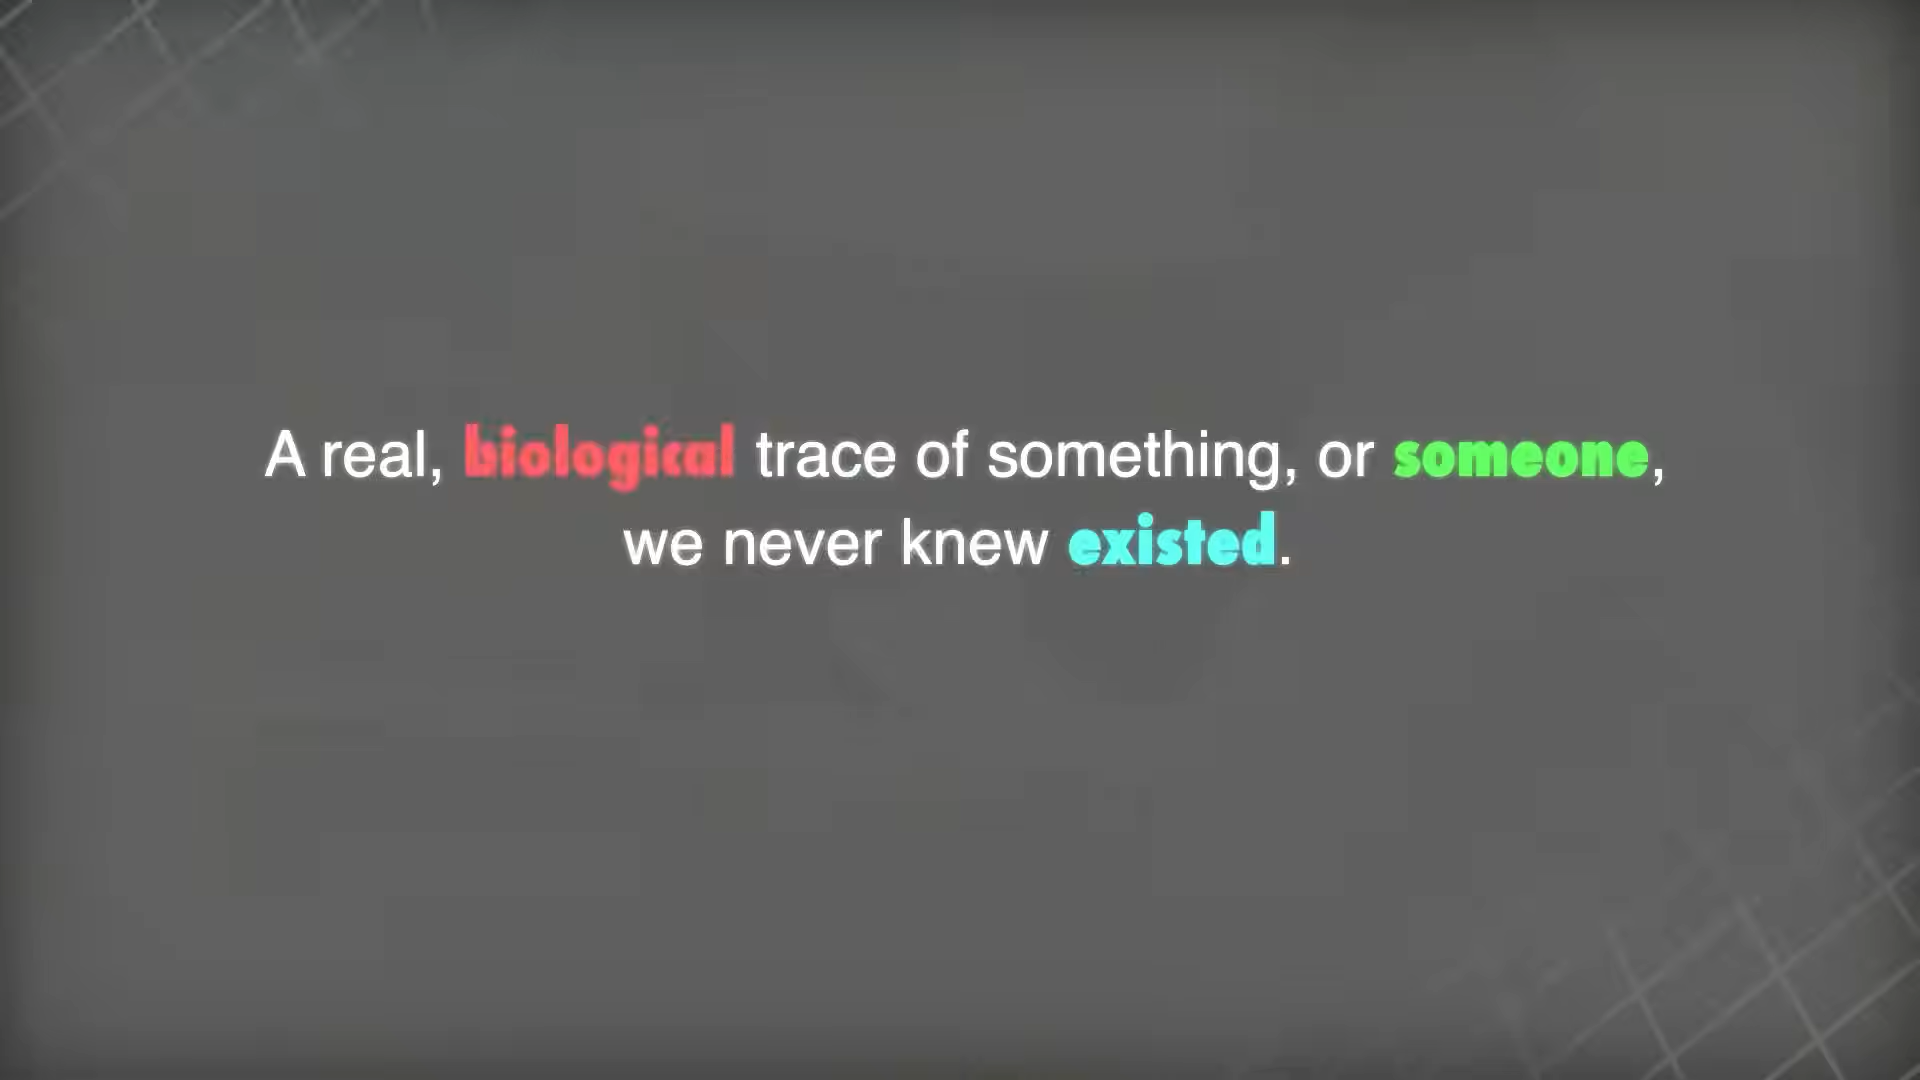 A real, biological trace of something, or someone,
we never knew existed.